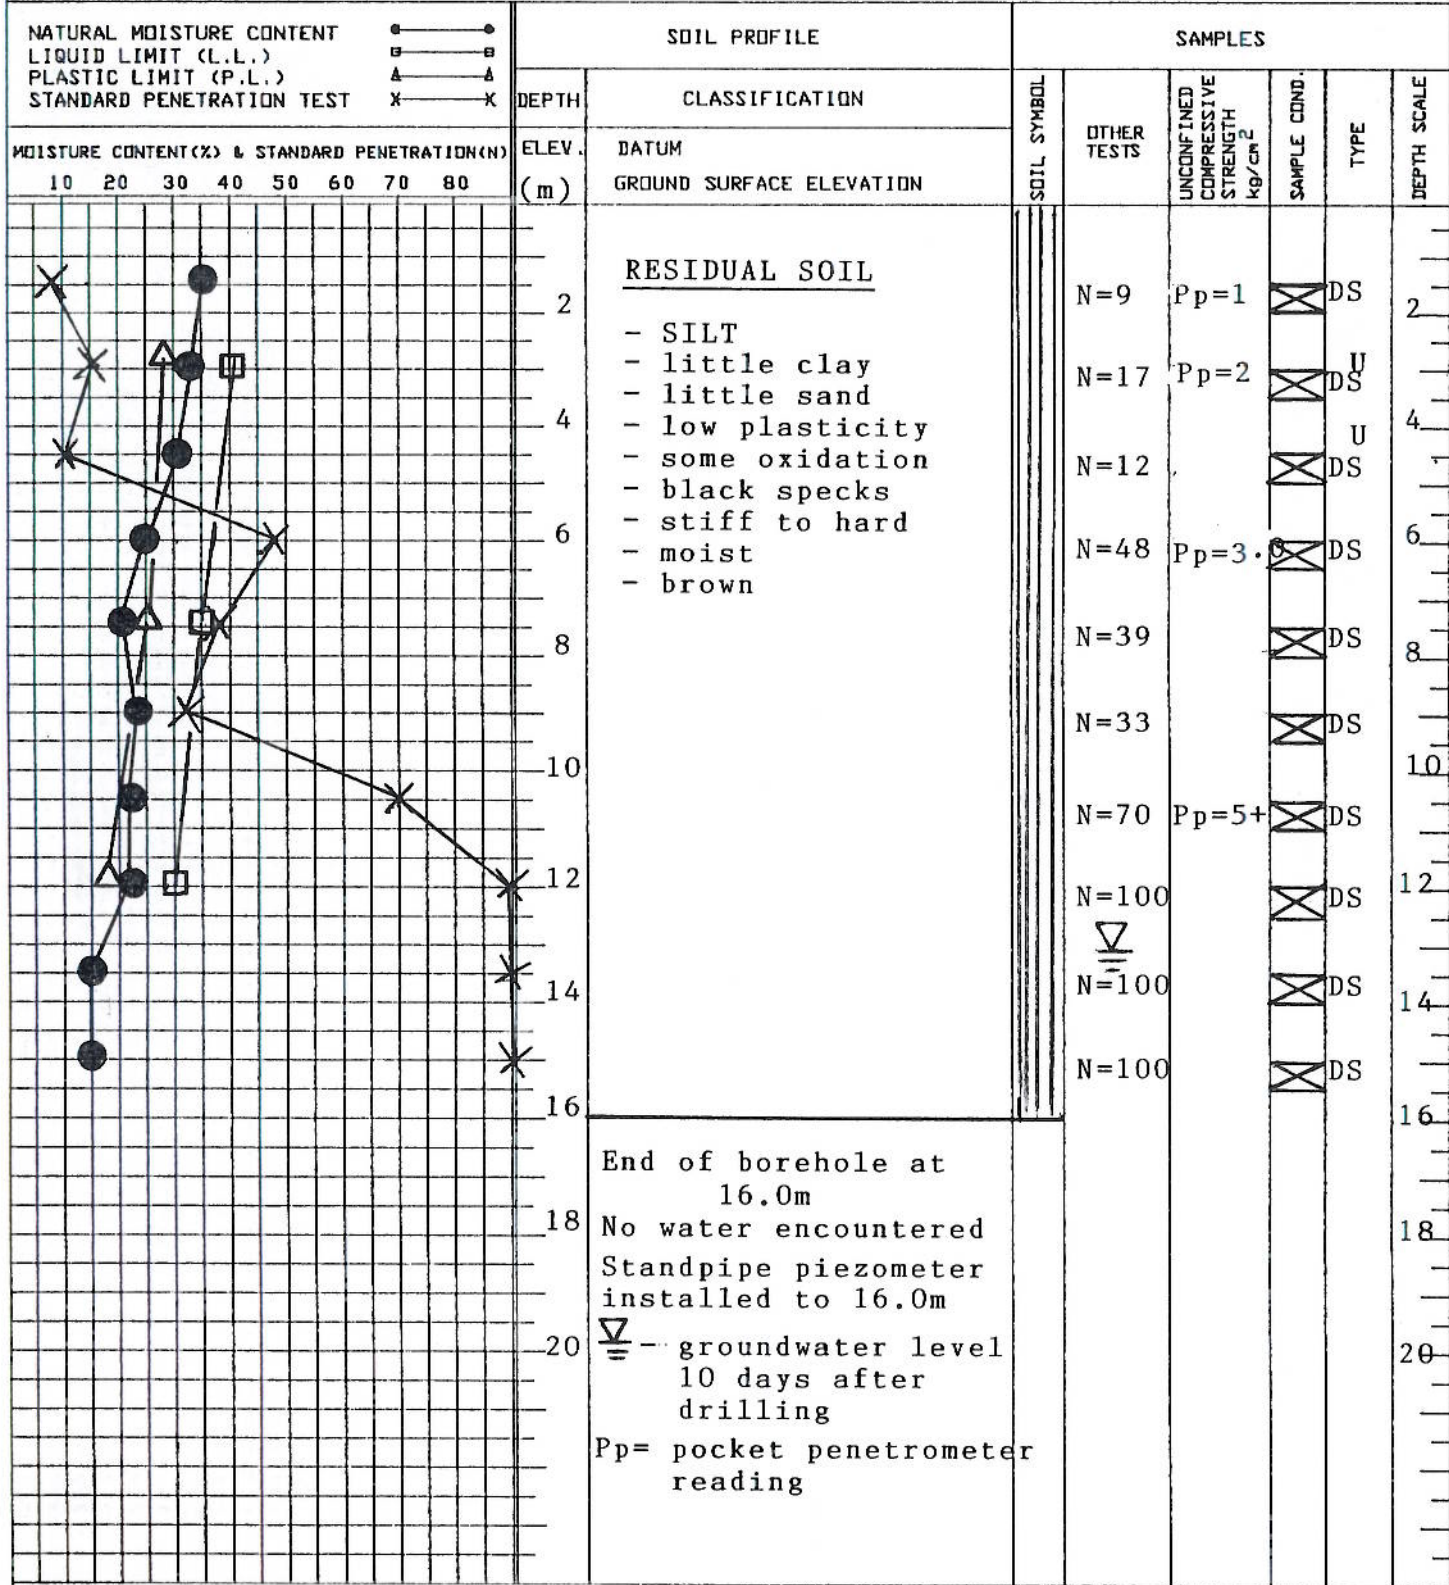 NATURAL MOISTURE CONTENT
LIQUID LIMIT (L.L.)
PLASTIC LIMIT (P.L.)
STANDARD PENETRATION TEST
MOISTURE CONTENT(%) & STANDARD PENETRATION(N)
10 20 30 40 50 60 70 80
DEPTH
ELEV.
(m)
SOIL PROFILE
CLASSIFICATION
DATUM
GROUND SURFACE ELEVATION
SAMPLES
SOIL SYMBOL
OTHER
TESTS
UNCONFINED
COMPRESSIVE
STRENGTH
kg/cm2
SAMPLE COND.
TYPE
DEPTH SCALE
2
4
6
8
10
12
14
16
18
20
RESIDUAL SOIL
- SILT
- little clay
- little sand
- low plasticity
- some oxidation
- black specks
- stiff to hard
- moist
- brown
End of borehole at
16.0m
No water encountered
Standpipe piezometer
installed to 16.0m
- groundwater level
10 days after
drilling
Pp= pocket penetrometer
reading
N=9 Pp=1 DS
U
N=17 Pp=2 DS
U
N=12 DS
N=48 Pp=3.0 DS
N=39 DS
N=33 DS
N=70 Pp=5+ DS
N=100 DS
N=100 DS
N=100 DS
2
4
6
8
10
12
14
16
18
20